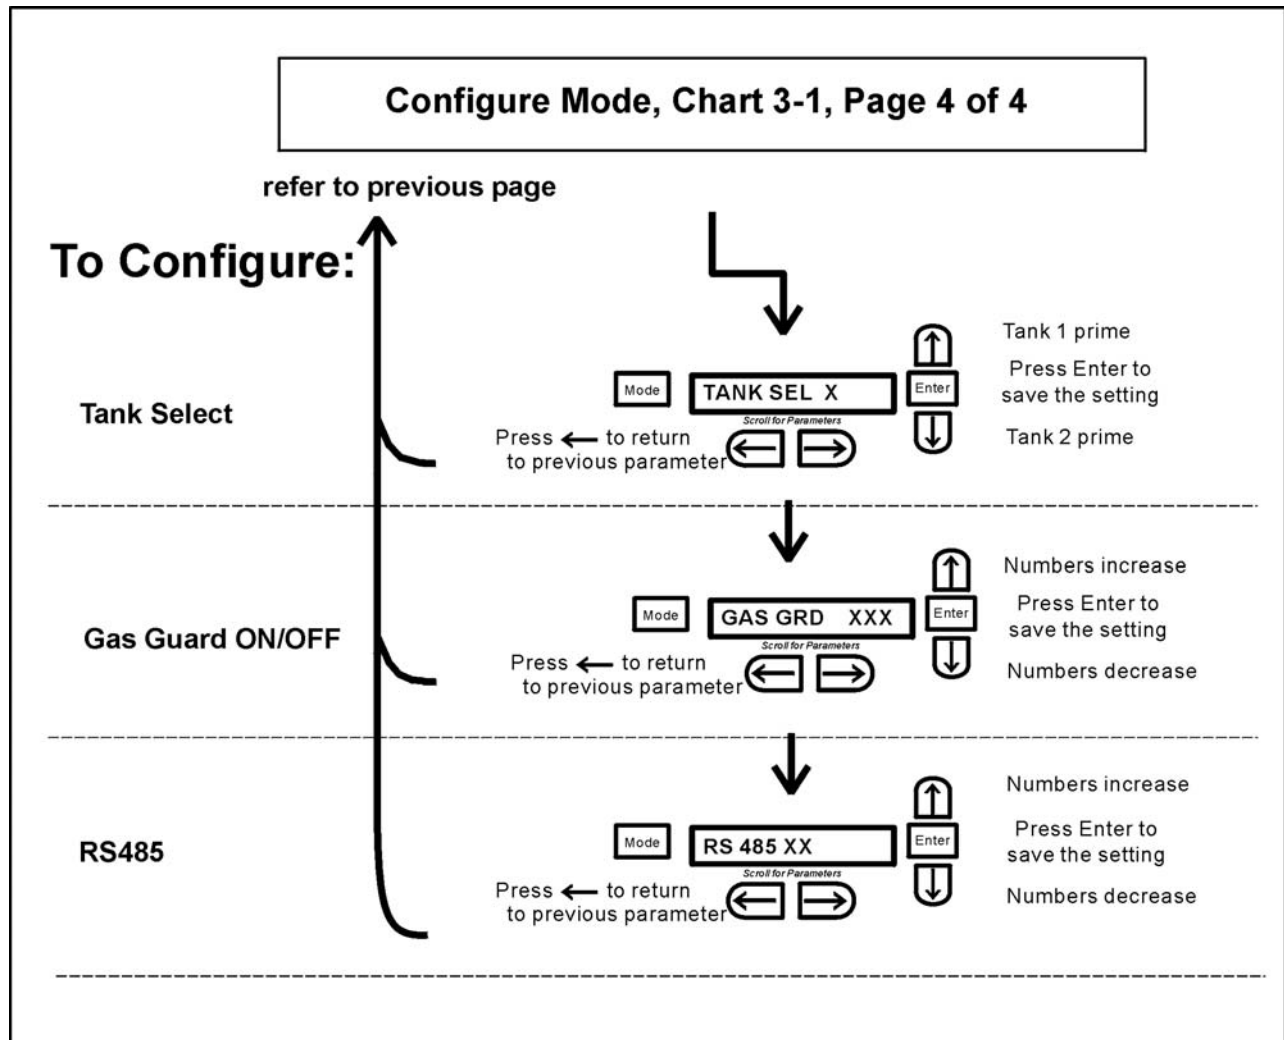 Configure Mode, Chart 3-1, Page 4 of 4
refer to previous page
To Configure:
Tank Select
Mode
TANK SEL X
Scroll for Parameters
Press ← to return
to previous parameter
Enter
Tank 1 prime
Press Enter to
save the setting
Tank 2 prime
Gas Guard ON/OFF
Mode
GAS GRD XXX
Scroll for Parameters
Press ← to return
to previous parameter
Enter
Numbers increase
Press Enter to
save the setting
Numbers decrease
RS485
Mode
RS 485 XX
Scroll for Parameters
Press ← to return
to previous parameter
Enter
Numbers increase
Press Enter to
save the setting
Numbers decrease